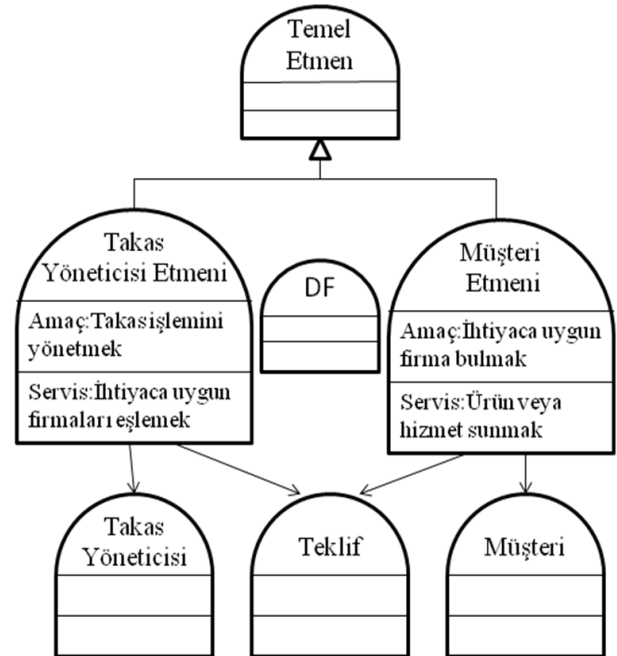 Temel
Etmen
Takas
Yöneticisi Etmeni
Amaç:Takas işlemini
yönetmek
Servis:İhtiyaca uygun
firmaları eşlemek
DF
Müşteri
Etmeni
Amaç:İhtiyaca uygun
firma bulmak
Servis:Ürün veya
hizmet sunmak
Takas
Yöneticisi
Teklif
Müşteri